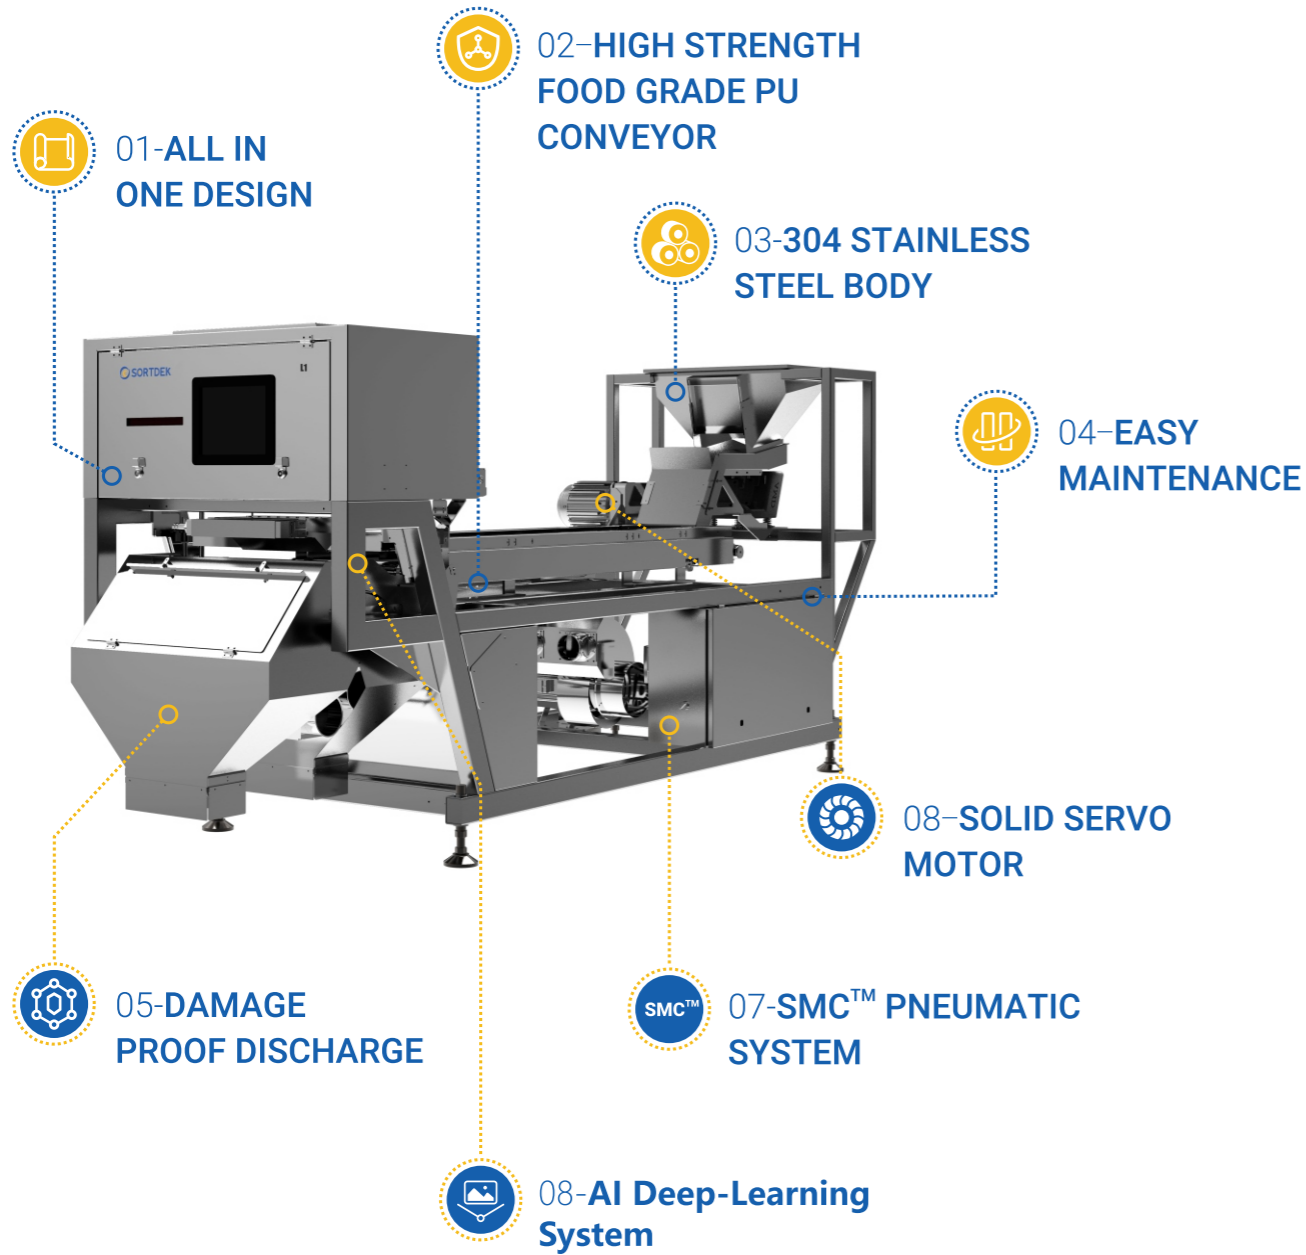 02–HIGH STRENGTH
FOOD GRADE PU
CONVEYOR
01-ALL IN
ONE DESIGN
03-304 STAINLESS
STEEL BODY
SORTDEK
04–EASY
MAINTENANCE
08–SOLID SERVO
MOTOR
05-DAMAGE
PROOF DISCHARGE
SMC™
07-SMC™ PNEUMATIC
SYSTEM
08-AI Deep-Learning
System